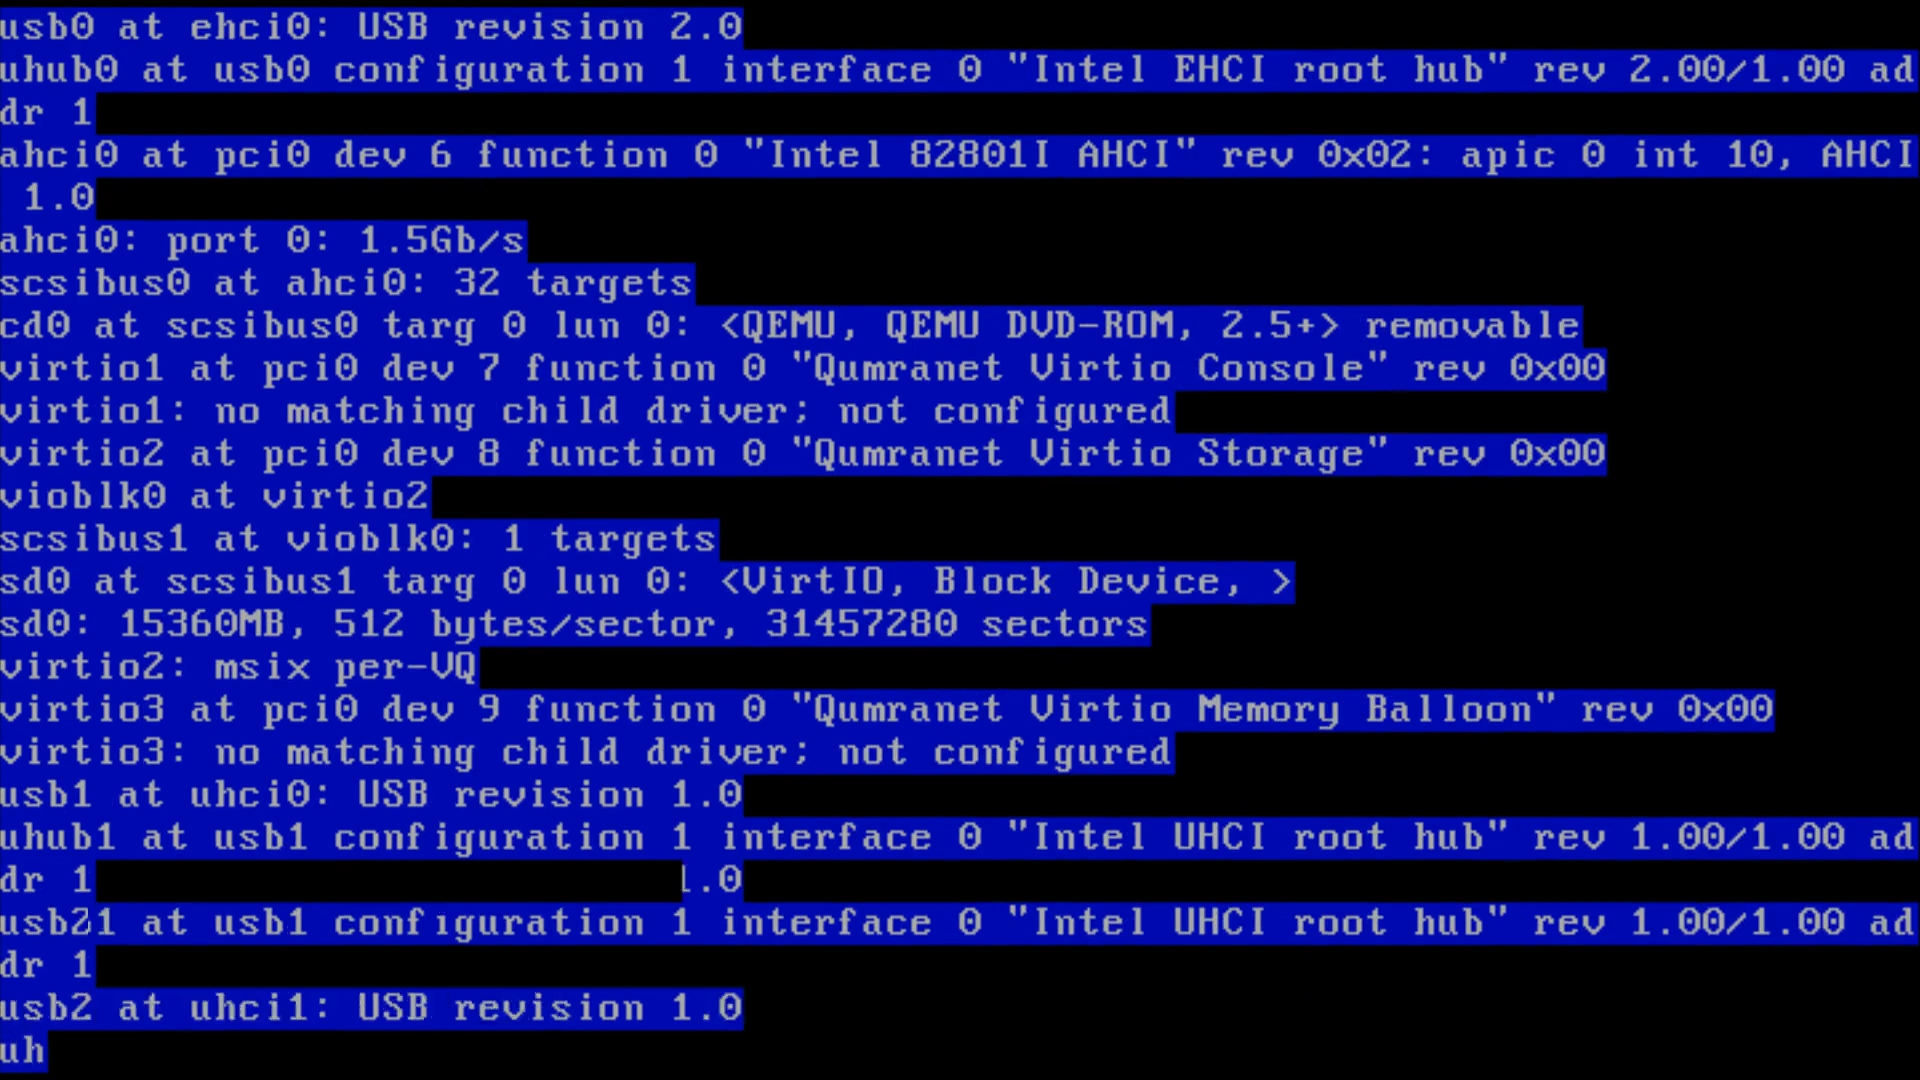 usb0 at ehci0: USB revision 2.0
uhub0 at usb0 configuration 1 interface 0 "Intel EHCI root hub" rev 2.00/1.00 ad
dr 1
ahci0 at pci0 dev 6 function 0 "Intel 82801I AHCI" rev 0x02: apic 0 int 10, AHCI
 1.0
ahci0: port 0: 1.5Gb/s
scsibus0 at ahci0: 32 targets
cd0 at scsibus0 targ 0 lun 0: <QEMU, QEMU DVD-ROM, 2.5+> removable
virtio1 at pci0 dev 7 function 0 "Qumranet Virtio Console" rev 0x00
virtio1: no matching child driver; not configured
virtio2 at pci0 dev 8 function 0 "Qumranet Virtio Storage" rev 0x00
vioblk0 at virtio2
scsibus1 at vioblk0: 1 targets
sd0 at scsibus1 targ 0 lun 0: <VirtIO, Block Device, >
sd0: 15360MB, 512 bytes/sector, 31457280 sectors
virtio2: msix per-VQ
virtio3 at pci0 dev 9 function 0 "Qumranet Virtio Memory Balloon" rev 0x00
virtio3: no matching child driver; not configured
usb1 at uhci0: USB revision 1.0
uhub1 at usb1 configuration 1 interface 0 "Intel UHCI root hub" rev 1.00/1.00 ad
dr 1 1.0
usb21 at usb1 configuration 1 interface 0 "Intel UHCI root hub" rev 1.00/1.00 ad
dr 1
usb2 at uhci1: USB revision 1.0
uh